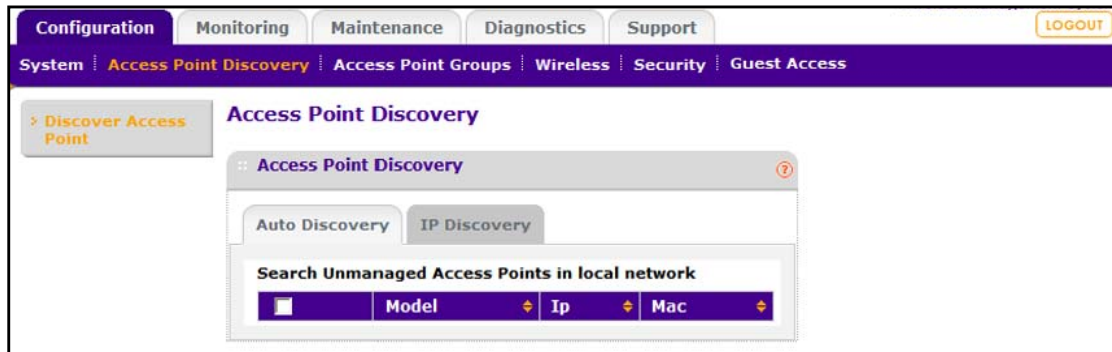 Configuration Monitoring Maintenance Diagnostics Support LOGOUT
System Access Point Discovery Access Point Groups Wireless Security Guest Access
> Discover Access
Point
Access Point Discovery
Access Point Discovery ?
Auto Discovery IP Discovery
Search Unmanaged Access Points in local network
Model Ip Mac